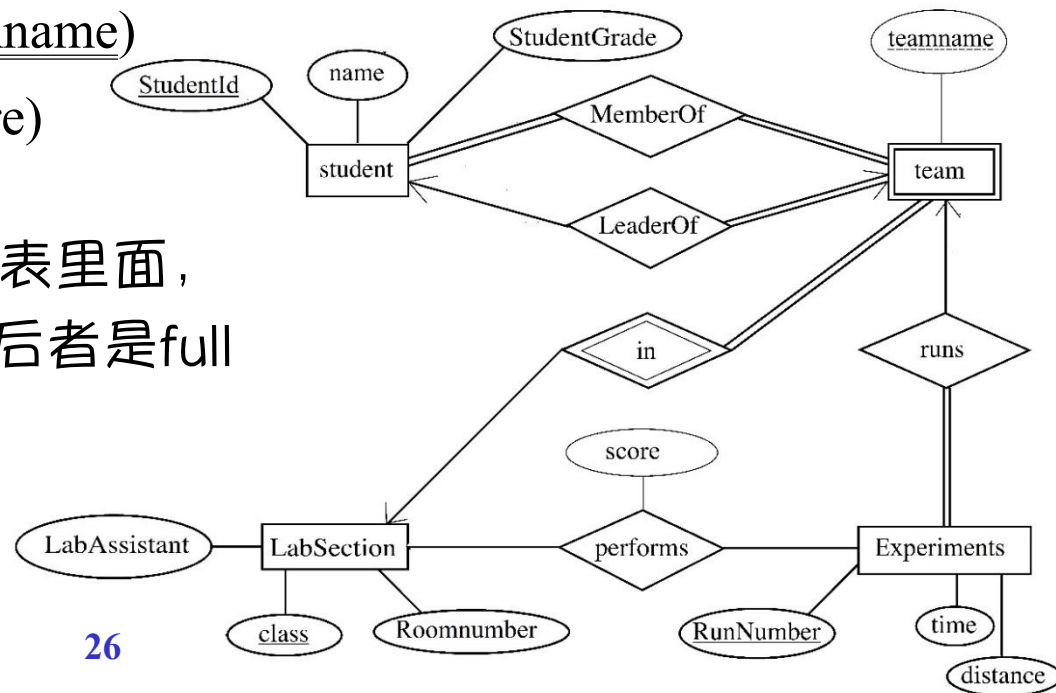 name)
StudentGrade
teamname
StudentId
name
e)
MemberOf
student
team
LeaderOf
表里面,
后者是full
in
runs
score
LabAssistant
LabSection
performs
Experiments
class
Roomnumber
RunNumber
time
26
distance